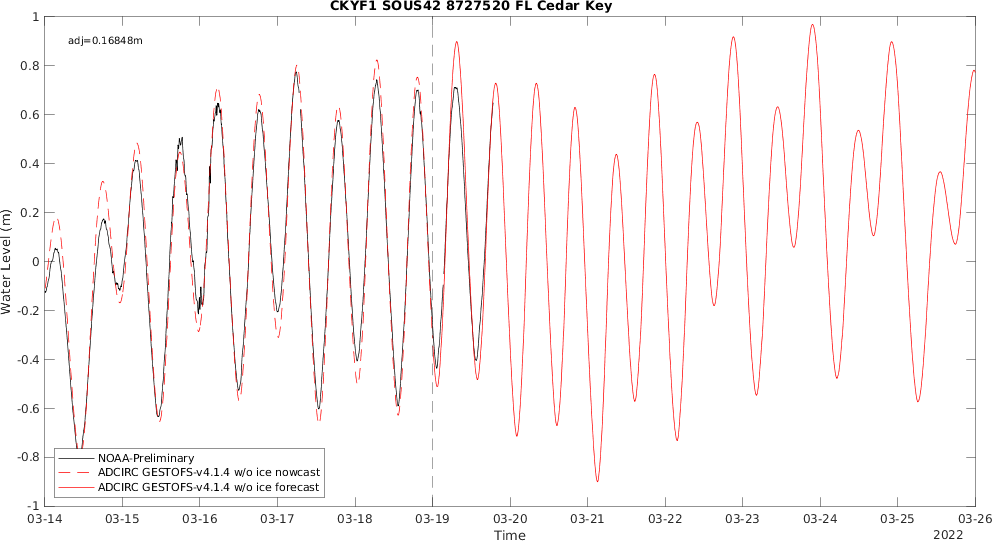 CKYF1 SOUS42 8727520 FL Cedar Key
adj=0.16848m
1
0.8
0.6
0.4
0.2
0
-0.2
-0.4
-0.6
-0.8
-1
Water Level (m)
NOAA-Preliminary
ADCIRC GESTOFS-v4.1.4 w/o ice nowcast
ADCIRC GESTOFS-v4.1.4 w/o ice forecast
03-14 03-15 03-16 03-17 03-18 03-19 03-20 03-21 03-22 03-23 03-24 03-25 03-26
Time
2022